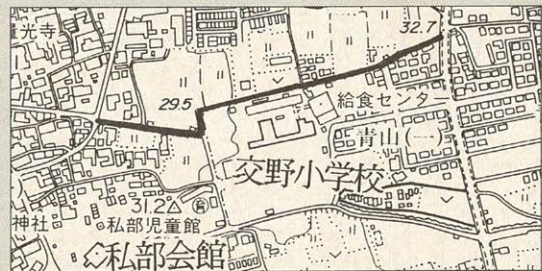 光寺
32.7
29.5
給食センター
青山(一)
交野小学校
31.2
私部児童館
神社
私部会館